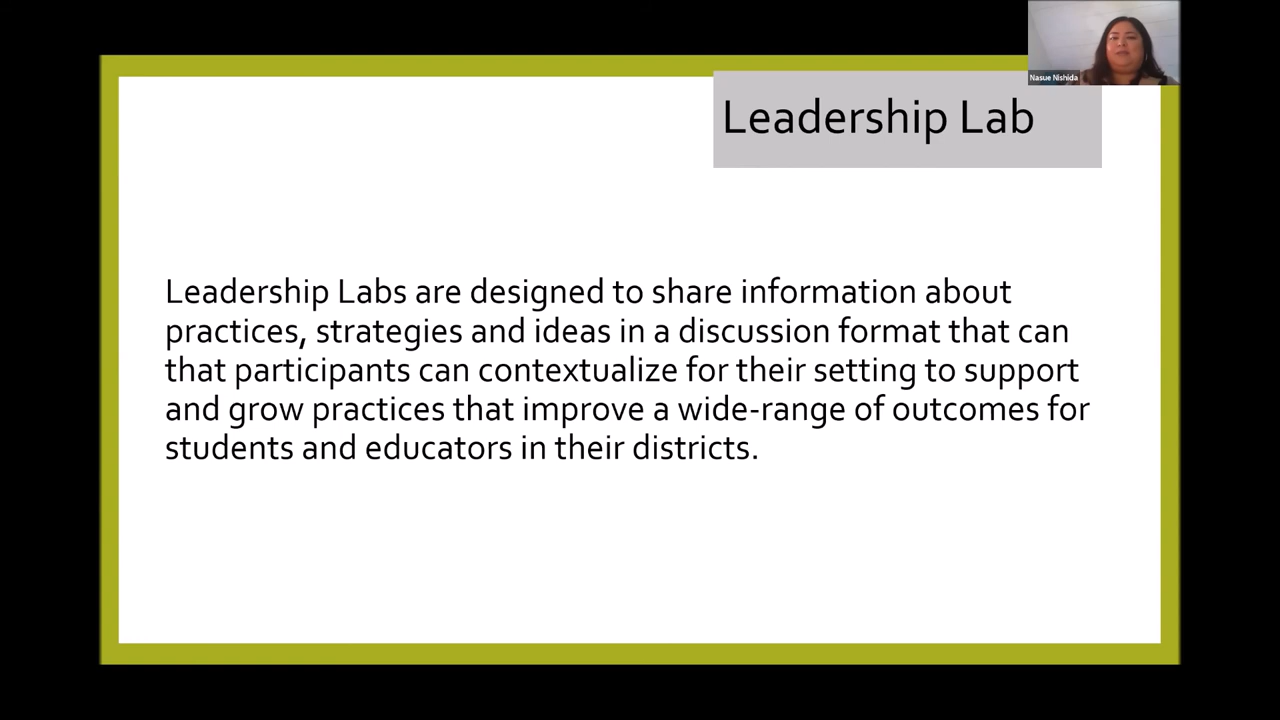 Nasue Nishida
Leadership Lab
Leadership Labs are designed to share information about
practices, strategies and ideas in a discussion format that can
that participants can contextualize for their setting to support
and grow practices that improve a wide-range of outcomes for
students and educators in their districts.